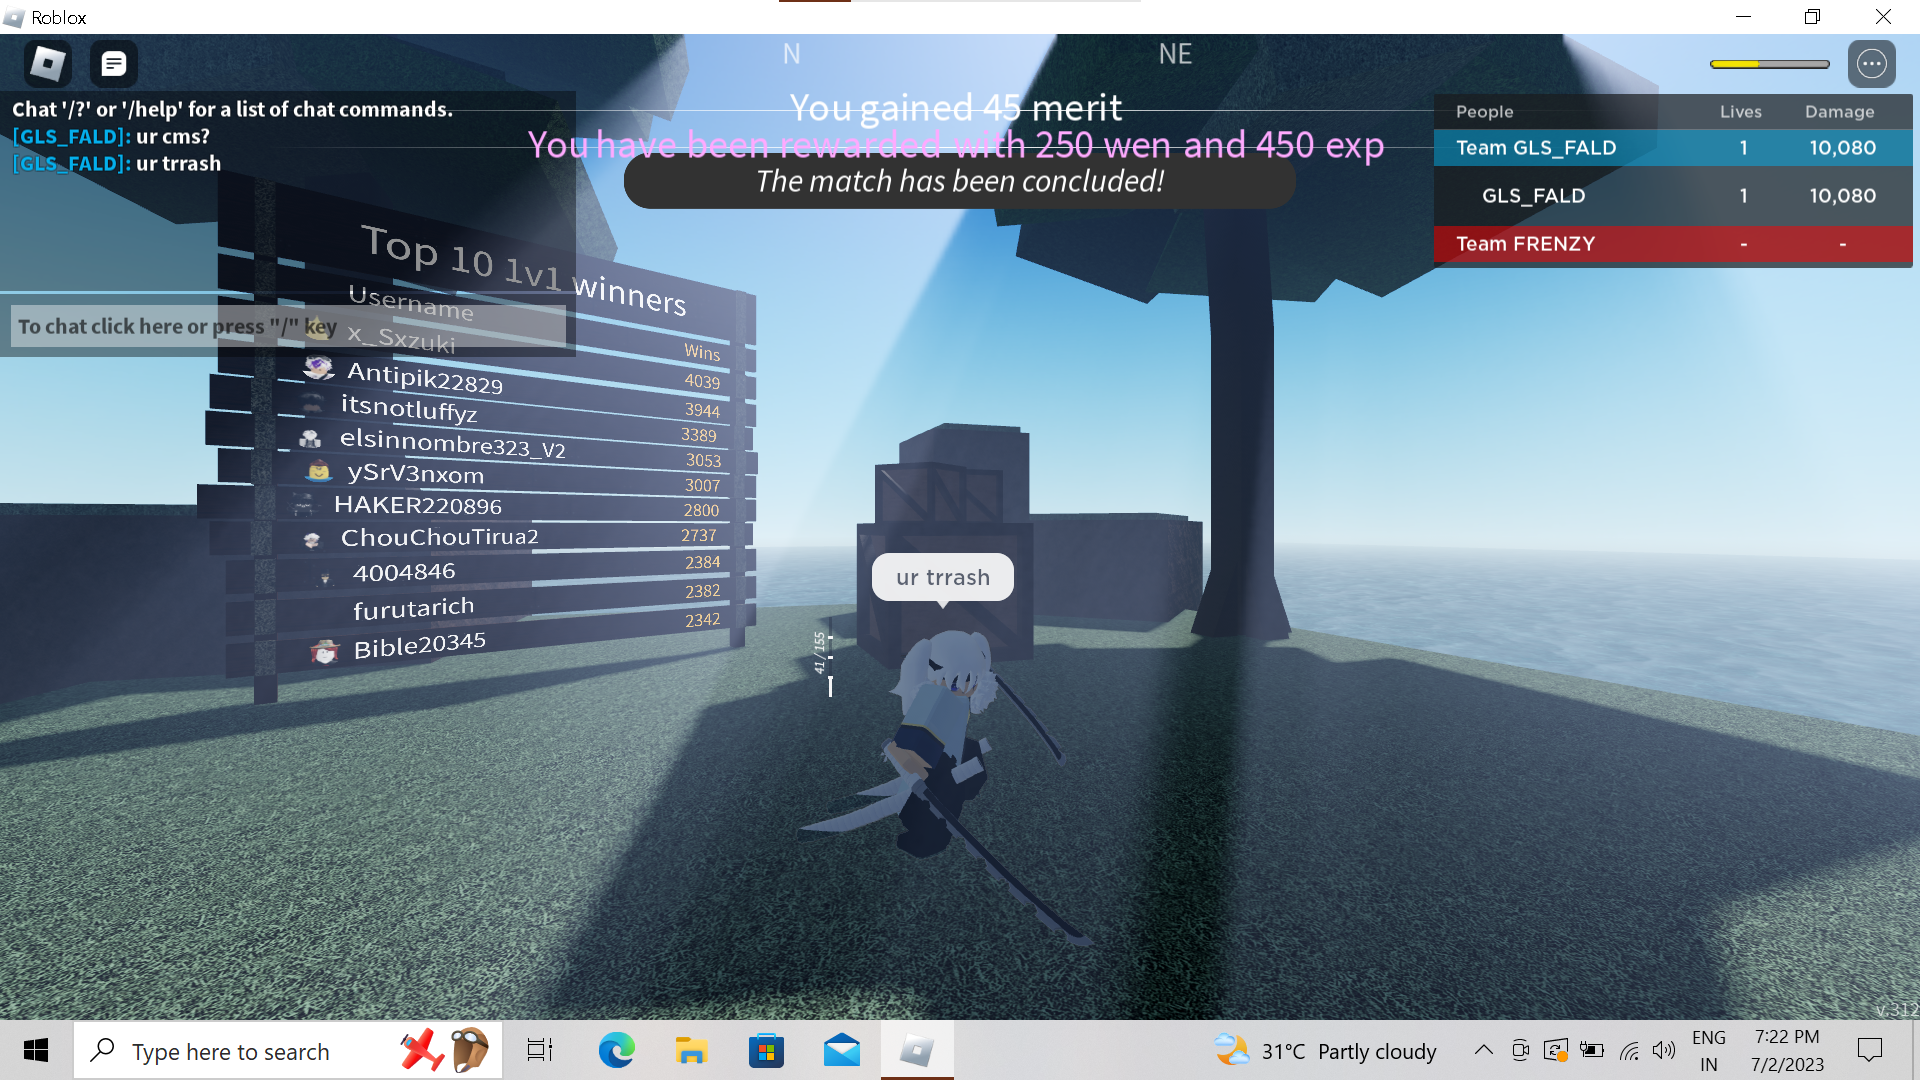 Roblox
N
NE
Chat '/?' or '/help' for a list of chat commands.
[GLS_FALD]: ur cms?
[GLS_FALD]: ur trrash
To chat click here or press "/" key
You gained 45 merit
You have been rewarded with 250 wen and 450 exp
The match has been concluded!
People Lives Damage
Team GLS_FALD 1 10,080
GLS_FALD 1 10,080
Team FRENZY - -
Top 10 1v1 winners
Username Wins
x_Sxzuki 4039
Antipik22829 3944
itsnotluffyz 3389
elsinnombre323_V2 3053
ySrV3nxom 3007
HAKER220896 2800
ChouChouTirua2 2737
4004846 2384
furutarich 2382
Bible20345 2342
ur trrash
41/155
v.312
Type here to search
31°C Partly cloudy
ENG
IN
7:22 PM
7/2/2023